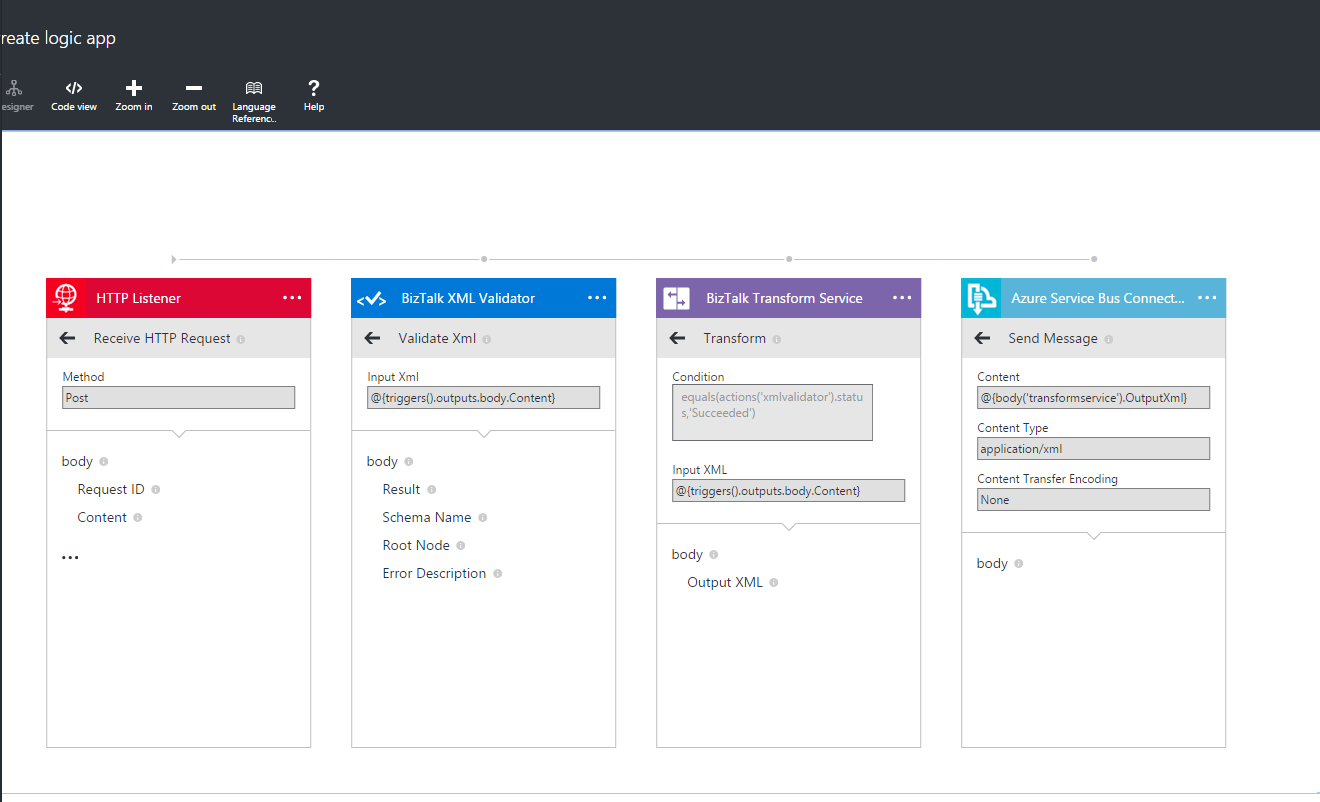 reate logic app
esigner
Code view
Zoom in
Zoom out
Language
Referenc..
? Help
HTTP Listener
Receive HTTP Request
Method
Post
body
Request ID
Content
...
BizTalk XML Validator
...
Validate Xml
Input Xml
@{triggers().outputs.body.Content}
body
Result
Schema Name
Root Node
Error Description
BizTalk Transform Service
...
Transform
Condition
equals(actions('xmlvalidator').statu
s,'Succeeded')
Input XML
@{triggers().outputs.body.Content}
body
Output XML
Azure Service Bus Connect...
...
Send Message
Content
@{body('transformservice').OutputXml}
Content Type
application/xml
Content Transfer Encoding
None
body